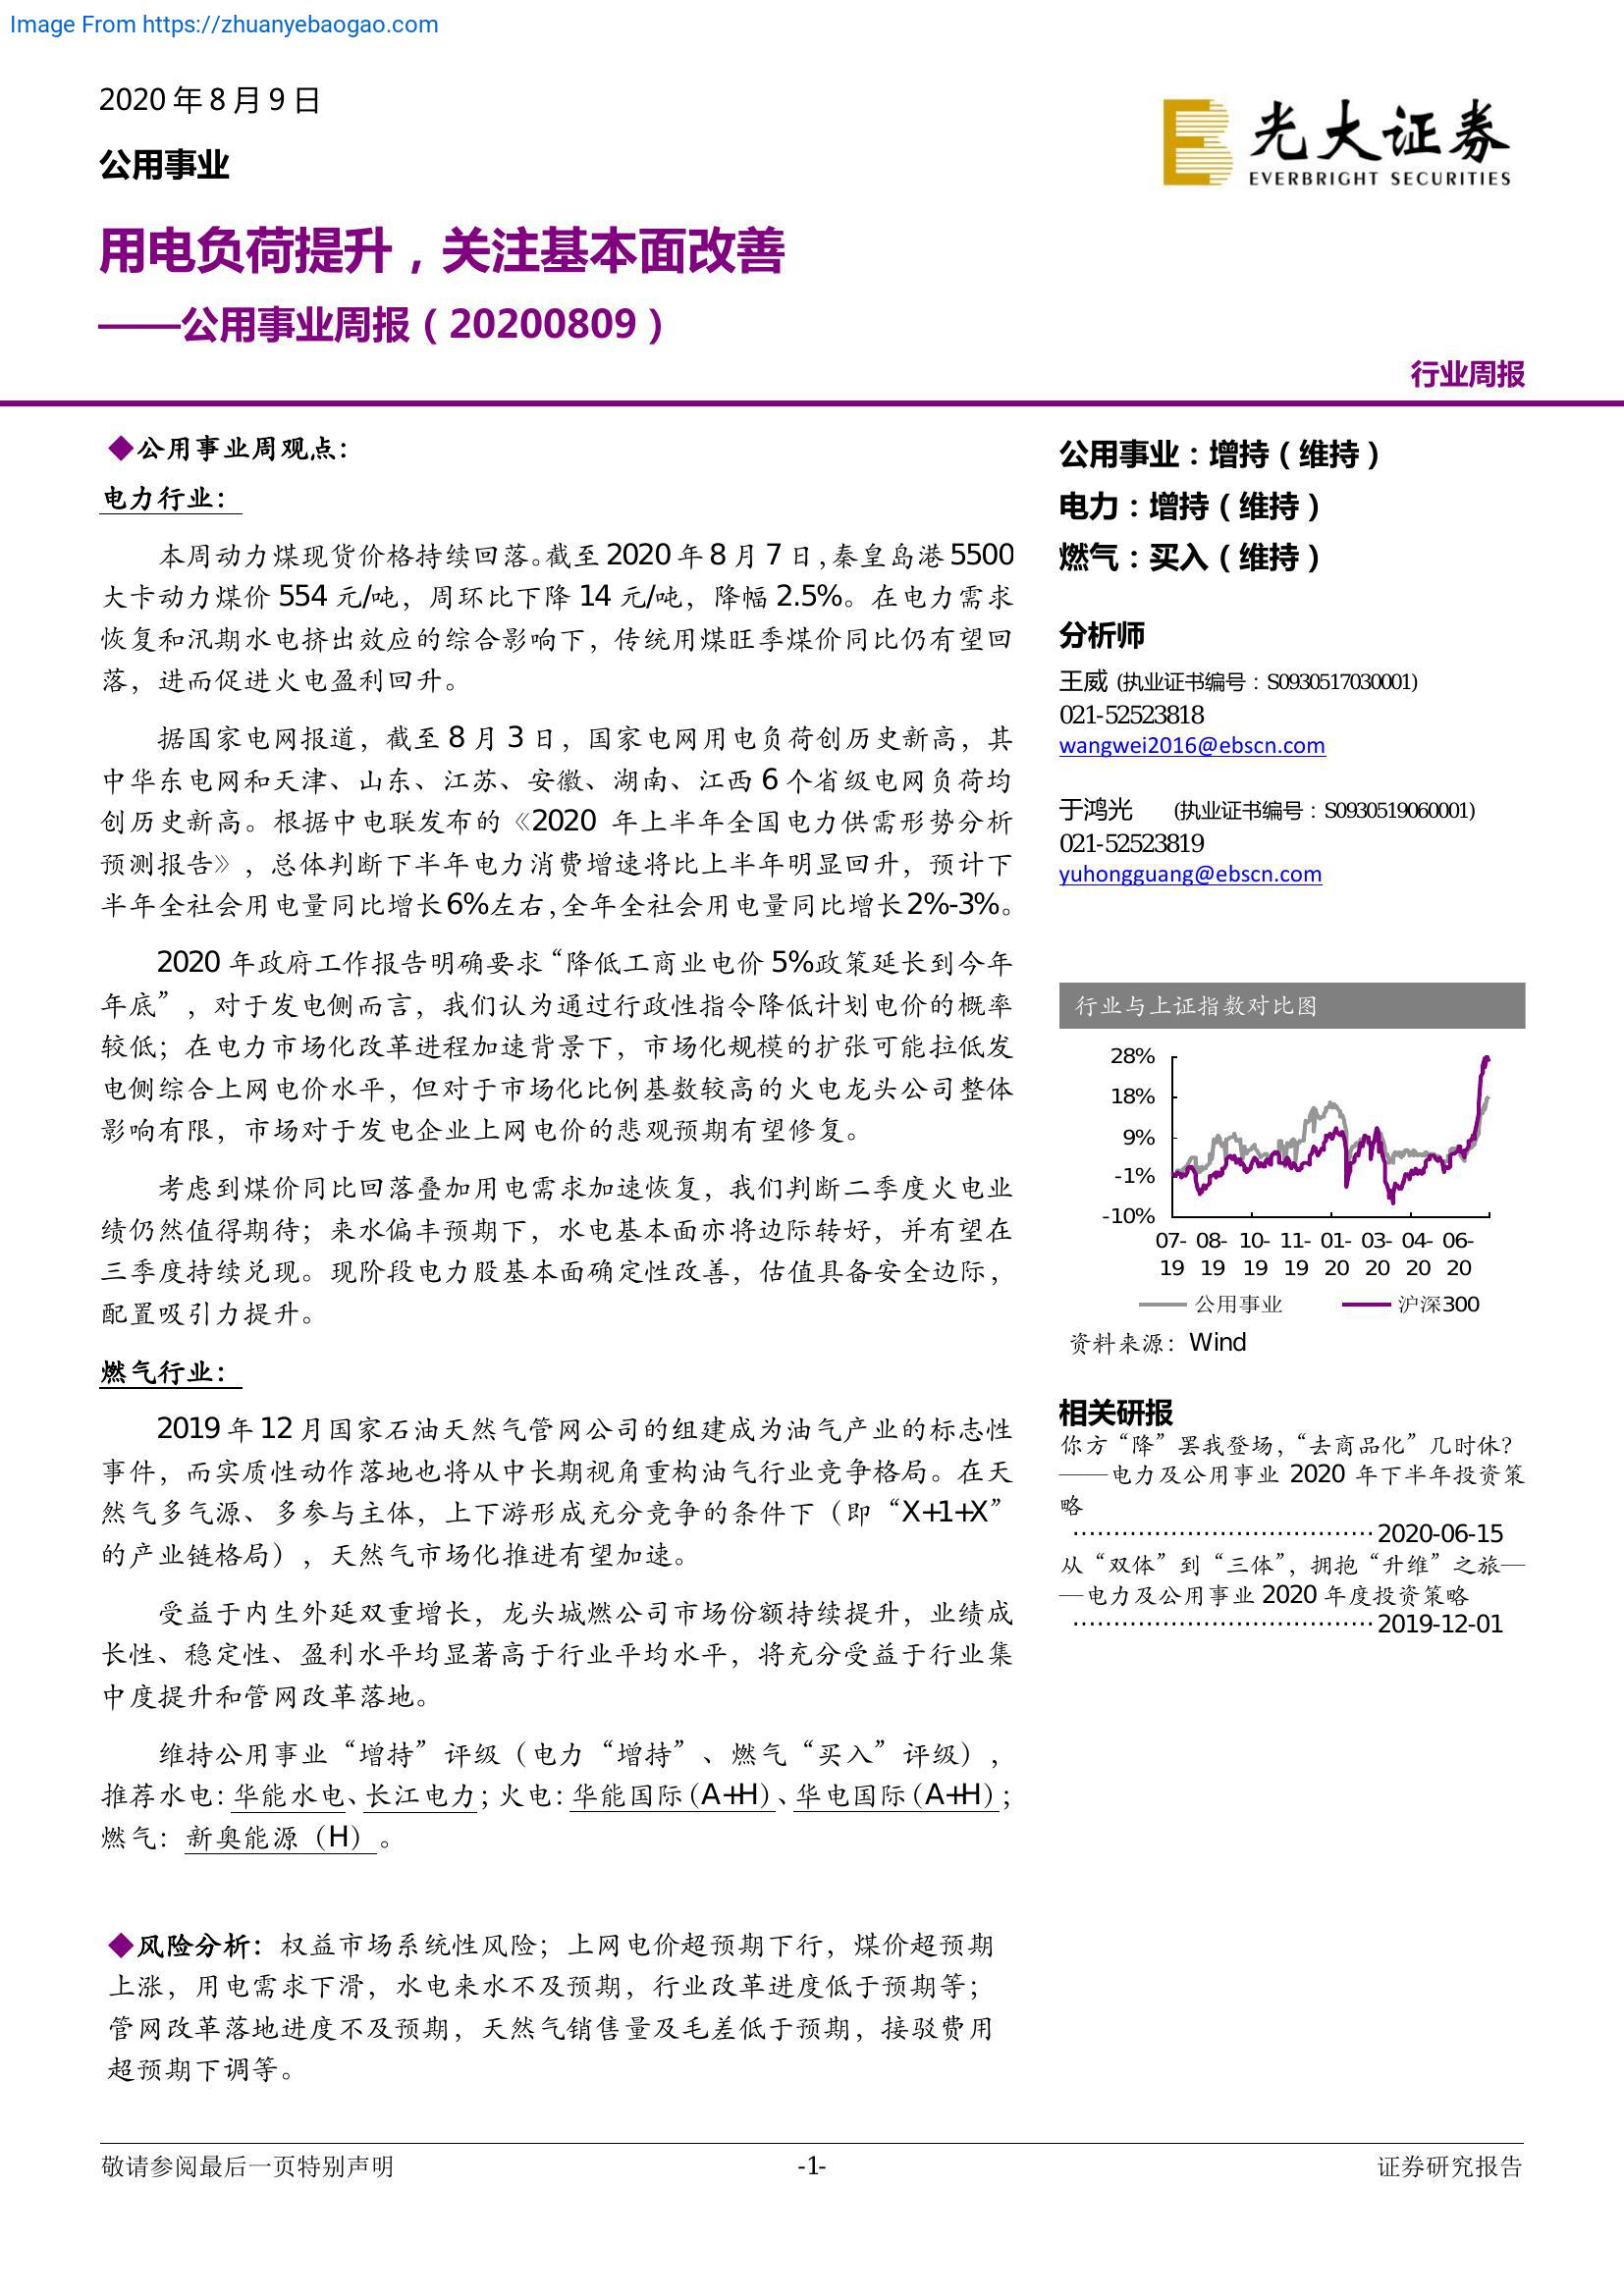 Image From https://zhuanyebaogao.com
2020 年 8 月 9 日
公用事业
光大证券
EVERBRIGHT SECURITIES
用电负荷提升，关注基本面改善
——公用事业周报（20200809）
行业周报
◆公用事业周观点：
电力行业：
本周动力煤现货价格持续回落。截至 2020 年 8 月 7 日，秦皇岛港 5500
大卡动力煤价 554 元/吨，周环比下降 14 元/吨，降幅 2.5%。在电力需求
恢复和汛期水电挤出效应的综合影响下，传统用煤旺季煤价同比仍有望回
落，进而促进火电盈利回升。
据国家电网报道，截至 8 月 3 日，国家电网用电负荷创历史新高，其
中华东电网和天津、山东、江苏、安徽、湖南、江西 6 个省级电网负荷均
创历史新高。根据中电联发布的《2020 年上半年全国电力供需形势分析
预测报告》，总体判断下半年电力消费增速将比上半年明显回升，预计下
半年全社会用电量同比增长 6%左右，全年全社会用电量同比增长 2%-3%。
2020 年政府工作报告明确要求“降低工商业电价 5%政策延长到今年
年底”，对于发电侧而言，我们认为通过行政性指令降低计划电价的概率
较低；在电力市场化改革进程加速背景下，市场化规模的扩张可能拉低发
电侧综合上网电价水平，但对于市场化比例基数较高的火电龙头公司整体
影响有限，市场对于发电企业上网电价的悲观预期有望修复。
考虑到煤价同比回落叠加用电需求加速恢复，我们判断二季度火电业
绩仍然值得期待；来水偏丰预期下，水电基本面亦将边际转好，并有望在
三季度持续兑现。现阶段电力股基本面确定性改善，估值具备安全边际，
配置吸引力提升。
燃气行业：
2019 年 12 月国家石油天然气管网公司的组建成为油气产业的标志性
事件，而实质性动作落地也将从中长期视角重构油气行业竞争格局。在天
然气多气源、多参与主体，上下游形成充分竞争的条件下（即“X+1+X”
的产业链格局），天然气市场化推进有望加速。
受益于内生外延双重增长，龙头城燃公司市场份额持续提升，业绩成
长性、稳定性、盈利水平均显著高于行业平均水平，将充分受益于行业集
中度提升和管网改革落地。
维持公用事业“增持”评级（电力“增持”、燃气“买入”评级），
推荐水电：华能水电、长江电力；火电：华能国际（A+H）、华电国际（A+H）；
燃气：新奥能源（H）。
◆风险分析：权益市场系统性风险；上网电价超预期下行，煤价超预期
上涨，用电需求下滑，水电来水不及预期，行业改革进度低于预期等；
管网改革落地进度不及预期，天然气销售量及毛差低于预期，接驳费用
超预期下调等。
公用事业：增持（维持）
电力：增持（维持）
燃气：买入（维持）
分析师
王威 (执业证书编号：S0930517030001)
021-52523818
wangwei2016@ebscn.com
于鸿光 (执业证书编号：S0930519060001)
021-52523819
yuhongguang@ebscn.com
行业与上证指数对比图
28%
18%
9%
-1%
-10%
07- 08- 10- 11- 01- 03- 04- 06-
19 19 19 19 20 20 20 20
公用事业 沪深300
资料来源：Wind
相关研报
你方“降”罢我登场，“去商品化”几时休？
——电力及公用事业 2020 年下半年投资策
略
·····································2020-06-15
从“双体”到“三体”，拥抱“升维”之旅—
—电力及公用事业 2020 年度投资策略
·····································2019-12-01
敬请参阅最后一页特别声明 -1- 证券研究报告